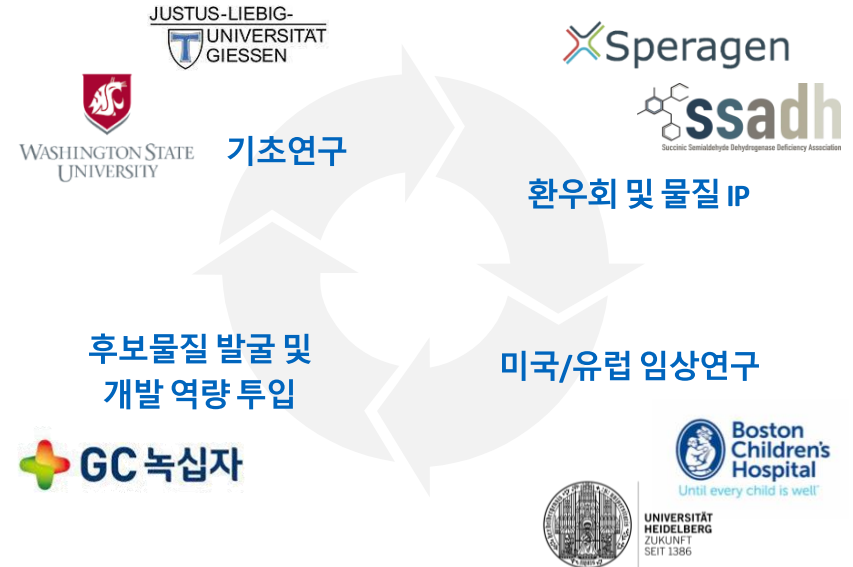 JUSTUS-LIEBIG-
UNIVERSITÄT
GIESSEN
WASHINGTON STATE
UNIVERSITY
기초연구
Speragen
ssadh
Succinic Semialdehyde Dehydrogenase Deficiency Association
환우회 및 물질 IP
후보물질 발굴 및
개발 역량 투입
GC 녹십자
미국/유럽 임상연구
Boston
Children's
Hospital
Until every child is well™
UNIVERSITÄT
HEIDELBERG
ZUKUNFT
SEIT 1386